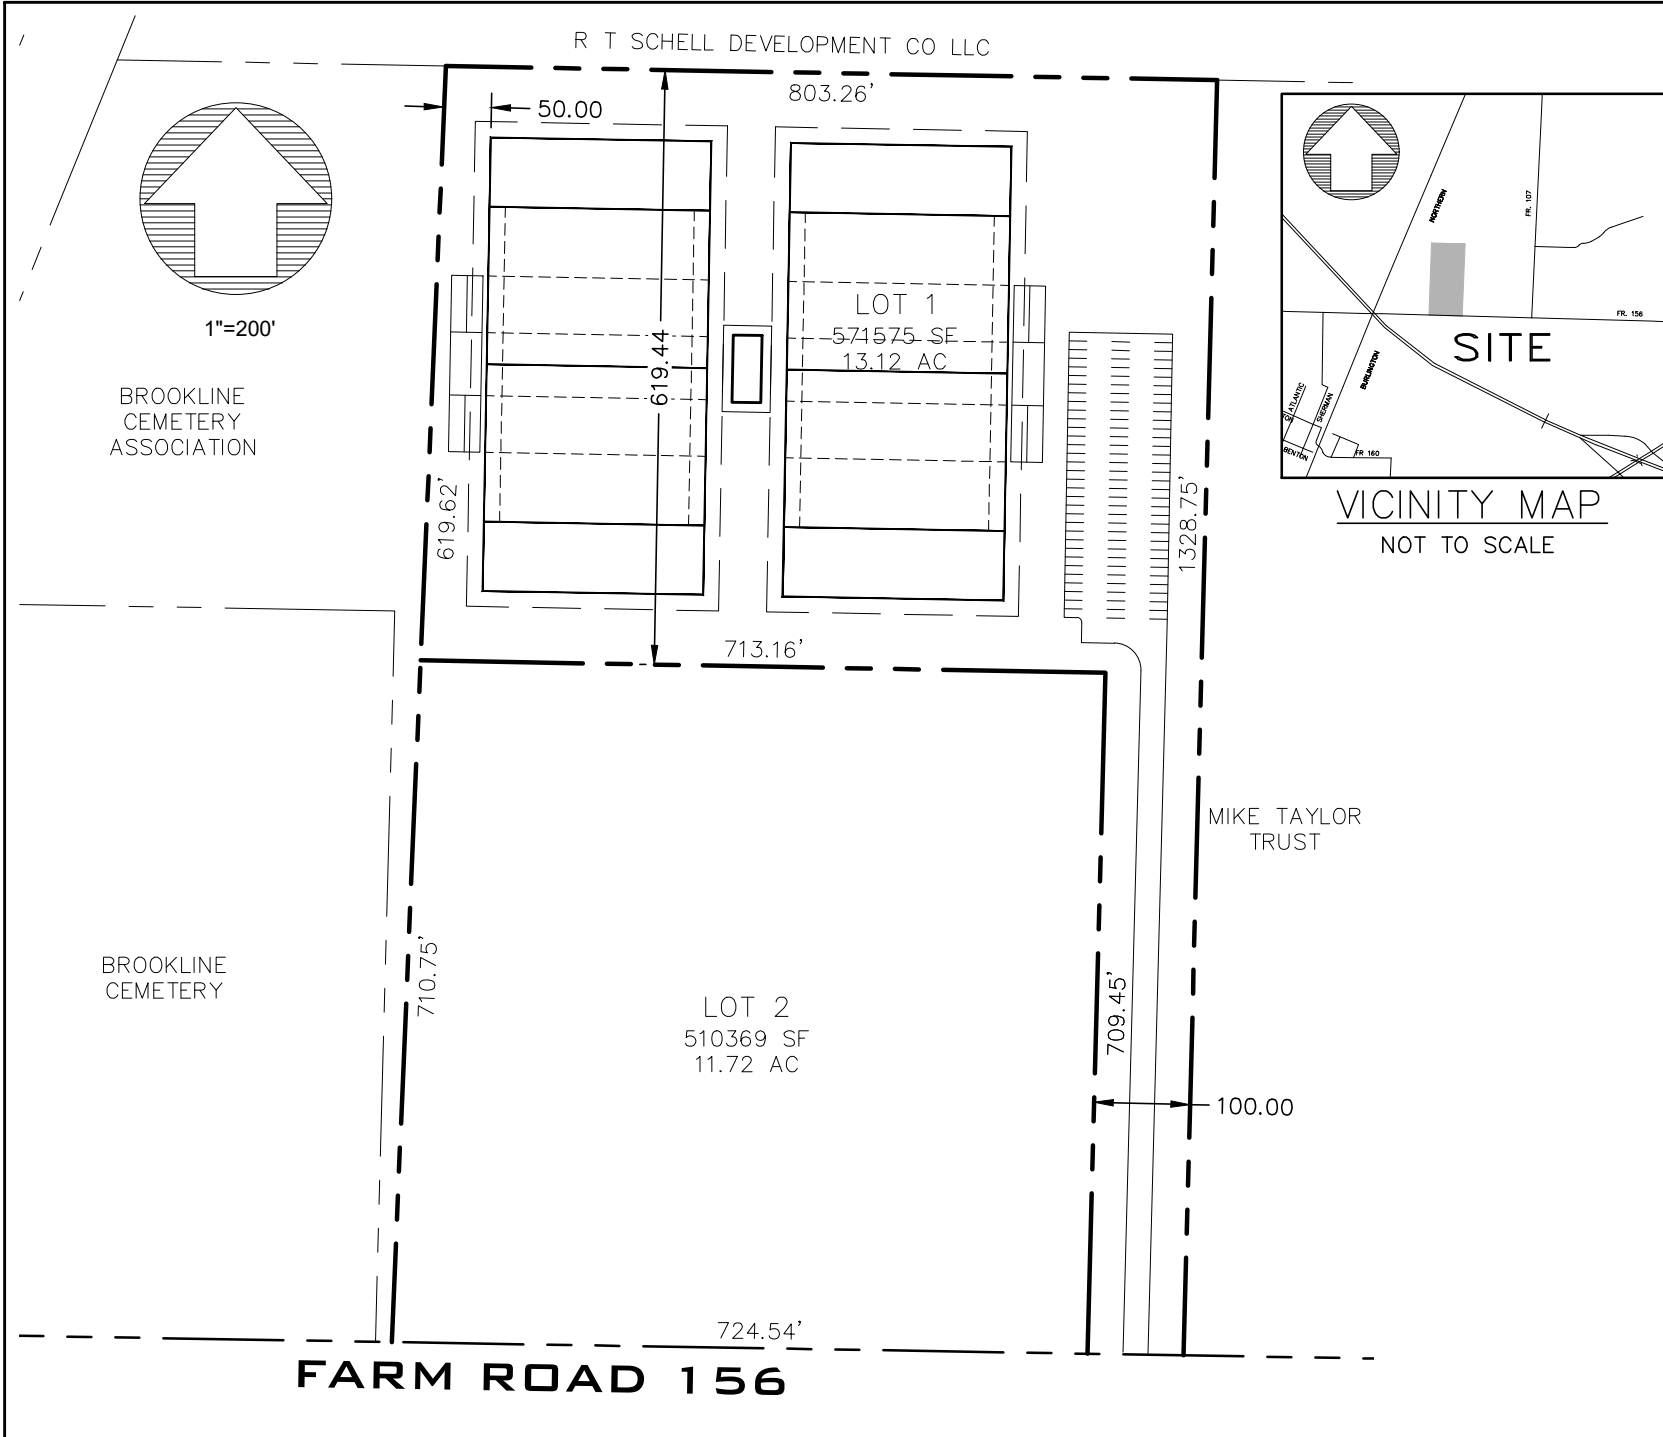 R T SCHELL DEVELOPMENT CO LLC
803.26'
50.00
1"=200'
BROOKLINE
CEMETERY
ASSOCIATION
619.44
LOT 1
571575 SF
13.12 AC
619.62'
1328.75'
713.16'
NORTHERN
FR. 107
FR. 156
SITE
BURLINGTON
ATLANTIC
SHERMAN
BENTON
FR 160
VICINITY MAP
NOT TO SCALE
MIKE TAYLOR
TRUST
BROOKLINE
CEMETERY
710.75'
LOT 2
510369 SF
11.72 AC
709.45'
100.00
724.54'
FARM ROAD 156